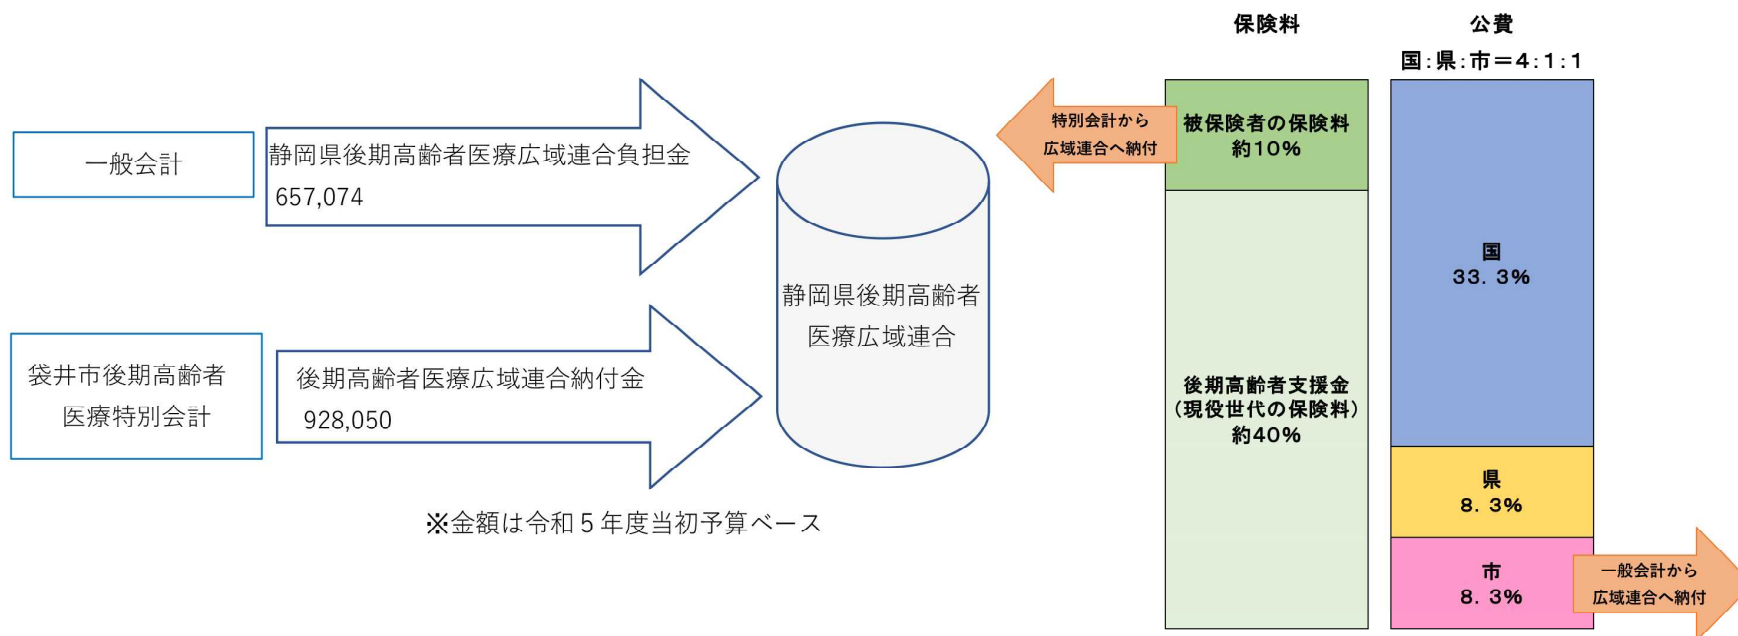 一般会計
静岡県後期高齢者医療広域連合負担金
657,074
袋井市後期高齢者
医療特別会計
後期高齢者医療広域連合納付金
928,050
静岡県後期高齢者
医療広域連合
※金額は令和5年度当初予算ベース
保険料
公費
国:県:市=4:1:1
特別会計から
広域連合へ納付
被保険者の保険料
約10%
後期高齢者支援金
(現役世代の保険料)
約40%
国
33.3%
県
8.3%
市
8.3%
一般会計から
広域連合へ納付